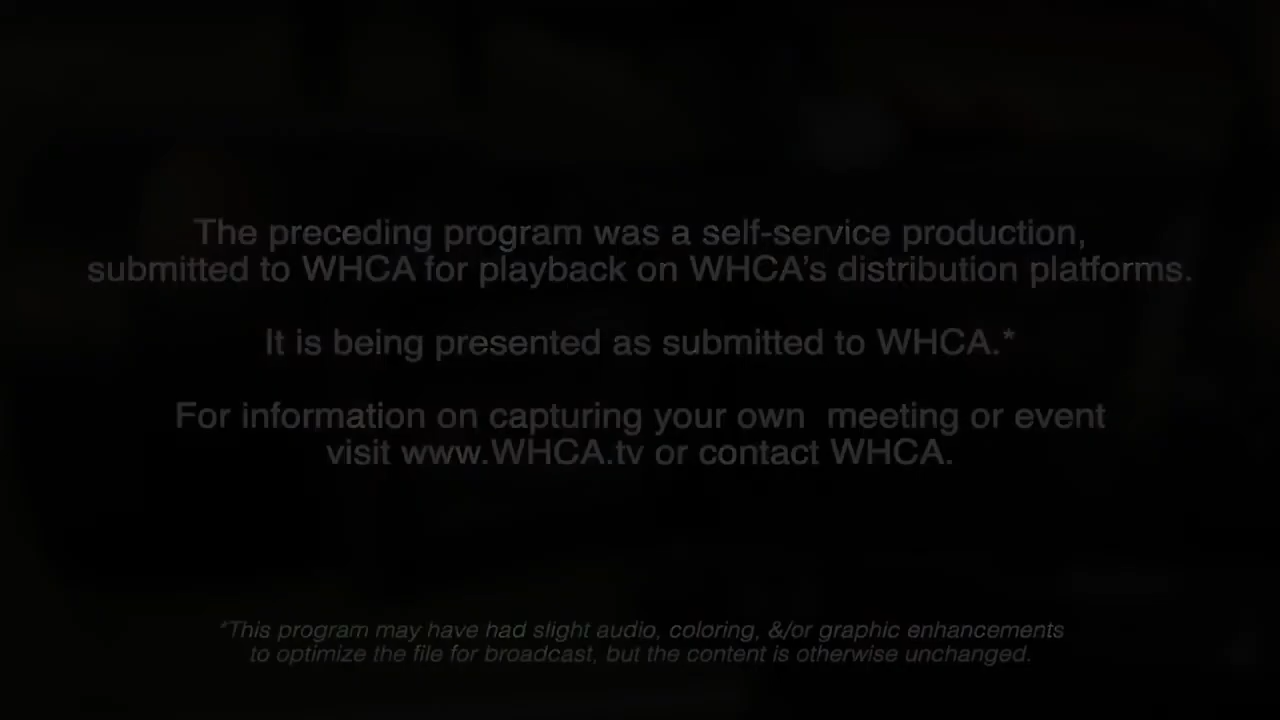 The preceding program was a self-service production,
submitted to WHCA for playback on WHCA's distribution platforms.
It is being presented as submitted to WHCA.*
For information on capturing your own  meeting or event
visit www.WHCA.tv or contact WHCA.
*This program may have had slight audio, coloring, &/or graphic enhancements
to optimize the file for broadcast, but the content is otherwise unchanged.